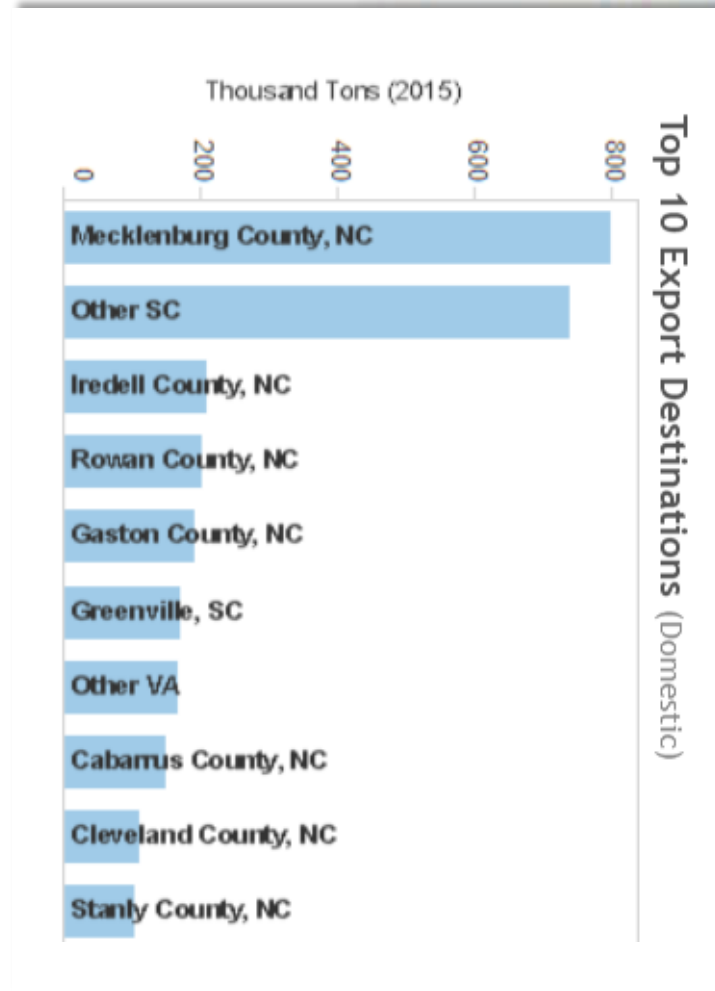 Top 10 Export Destinations (Domestic)
Thousand Tons (2015)
0
200
400
600
800
Mecklenburg County, NC
Other SC
Iredell County, NC
Rowan County, NC
Gaston County, NC
Greenville, SC
Other VA
Cabarrus County, NC
Cleveland County, NC
Stanly County, NC